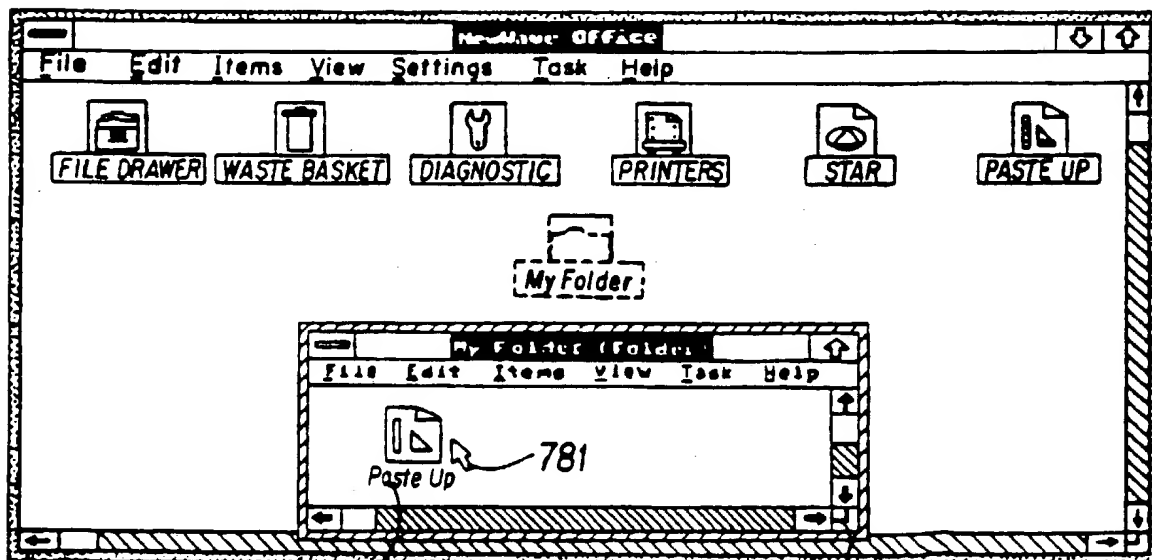 NewWave Office
File Edit Items View Settings Task Help
FILE DRAWER WASTE BASKET DIAGNOSTIC PRINTERS STAR PASTE UP
My Folder
My Folder (Folder)
File Edit Items View Task Help
781
Paste Up